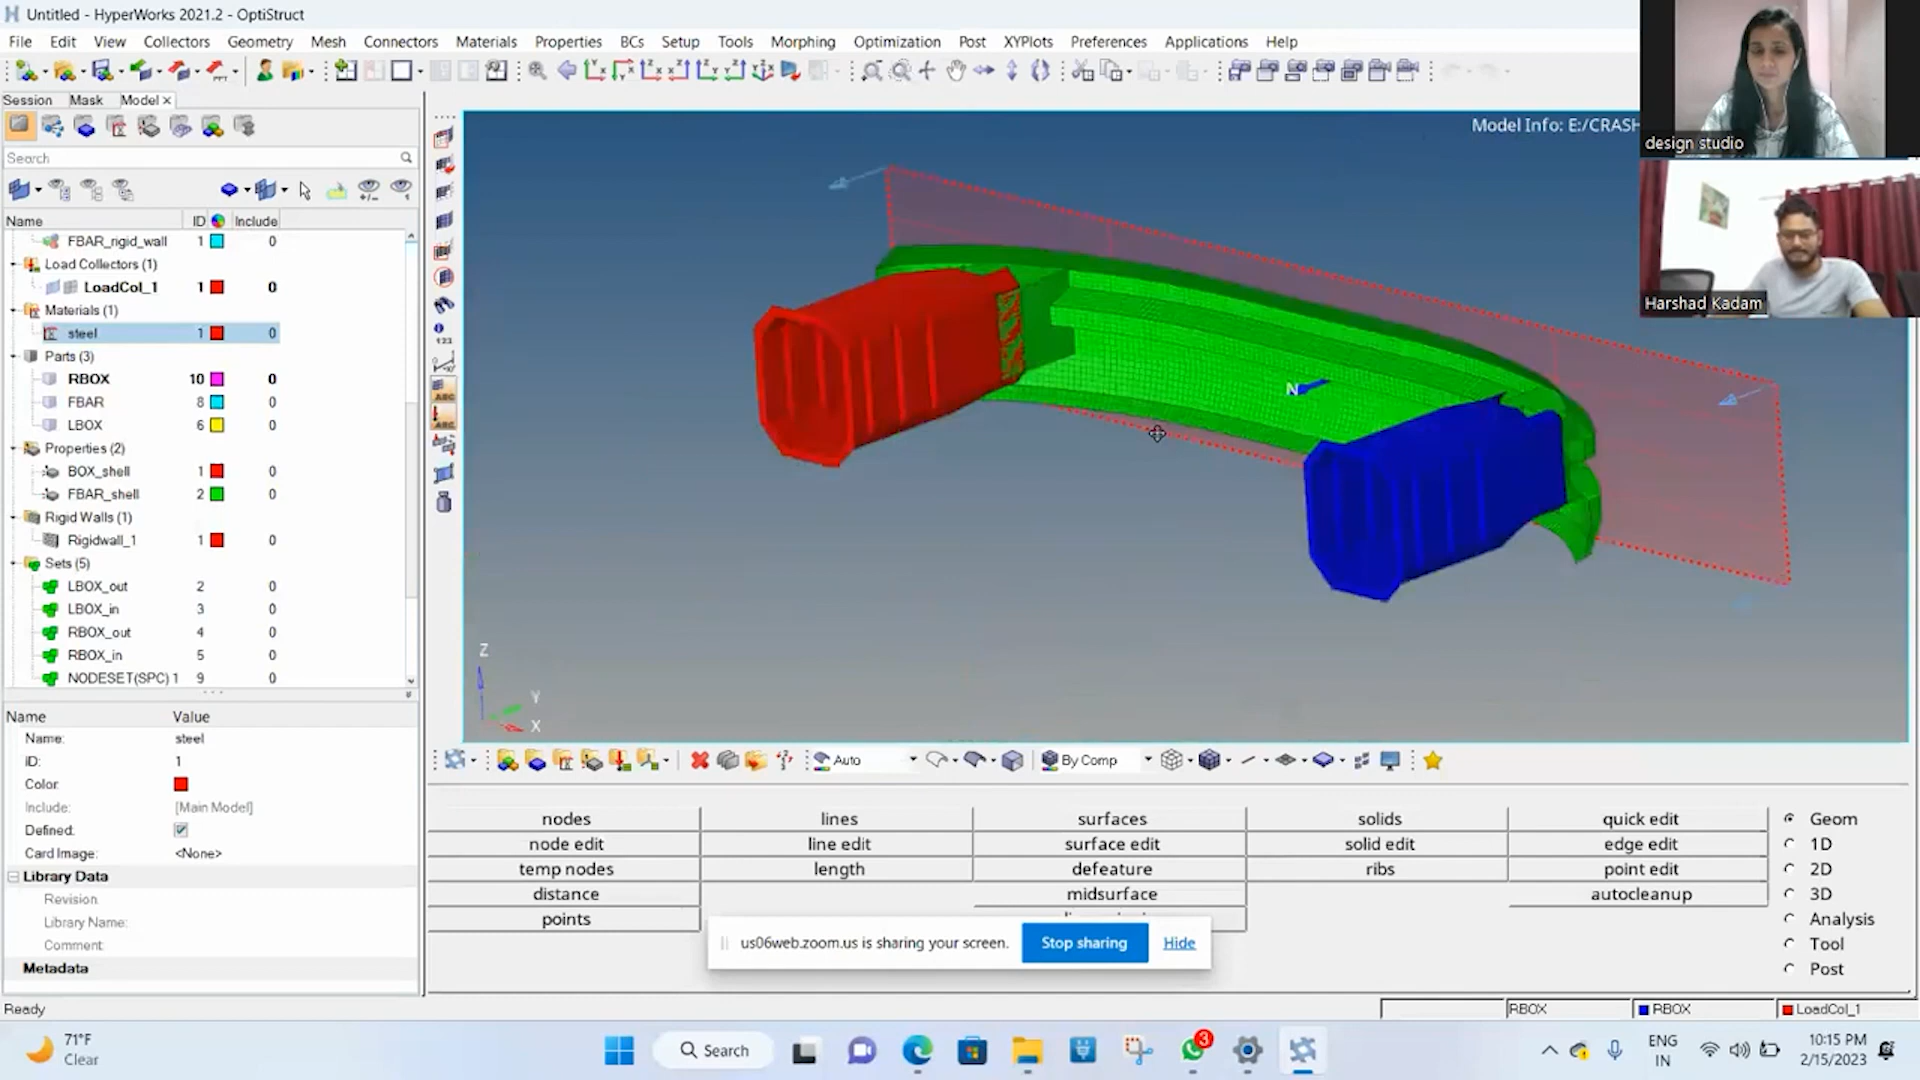 Untitled - HyperWorks 2021.2 - OptiStruct
File Edit View Collectors Geometry Mesh Connectors Materials Properties BCs Setup Tools Morphing Optimization Post XYPlots Preferences Applications Help
Session Mask Model
Search
Name ID Include
FBAR_rigid_wall 1 0
Load Collectors (1)
LoadCol_1 1 0
Materials (1)
steel 1 0
Parts (3)
RBOX 10 0
FBAR 8 0
LBOX 6 0
Properties (2)
BOX_shell 1 0
FBAR_shell 2 0
Rigid Walls (1)
Rigidwall_1 1 0
Sets (5)
LBOX_out 2 0
LBOX_in 3 0
RBOX_out 4 0
RBOX_in 5 0
NODESET(SPC) 1 9 0
Name Value
Name: steel
ID: 1
Color:
Include: [Main Model]
Defined:
Card Image: <None>
Library Data
Revision:
Library Name:
Comment:
Metadata
Ready
123
ABC
ABC
Model Info: E:/CRASH
N
Z
Y
X
design studio
Harshad Kadam
Auto
By Comp
nodes lines surfaces solids quick edit
node edit line edit surface edit solid edit edge edit
temp nodes length defeature ribs point edit
distance midsurface autocleanup
points
Geom
1D
2D
3D
Analysis
Tool
Post
us06web.zoom.us is sharing your screen. Stop sharing Hide
RBOX RBOX LoadCol_1
71°F
Clear
Search
3
ENG
IN
10:15 PM
2/15/2023